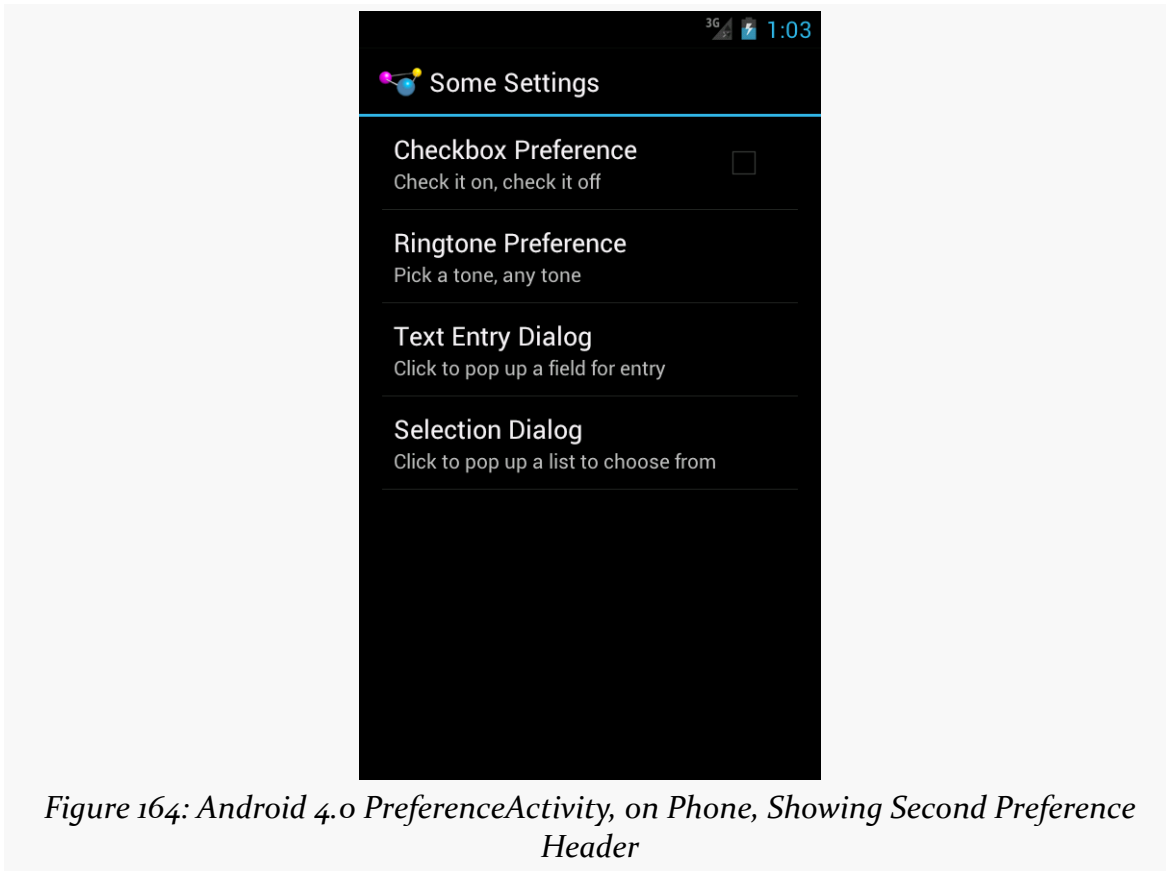 3G
1:03
Some Settings
Checkbox Preference
Check it on, check it off
Ringtone Preference
Pick a tone, any tone
Text Entry Dialog
Click to pop up a field for entry
Selection Dialog
Click to pop up a list to choose from
Figure 164: Android 4.0 PreferenceActivity, on Phone, Showing Second Preference
Header